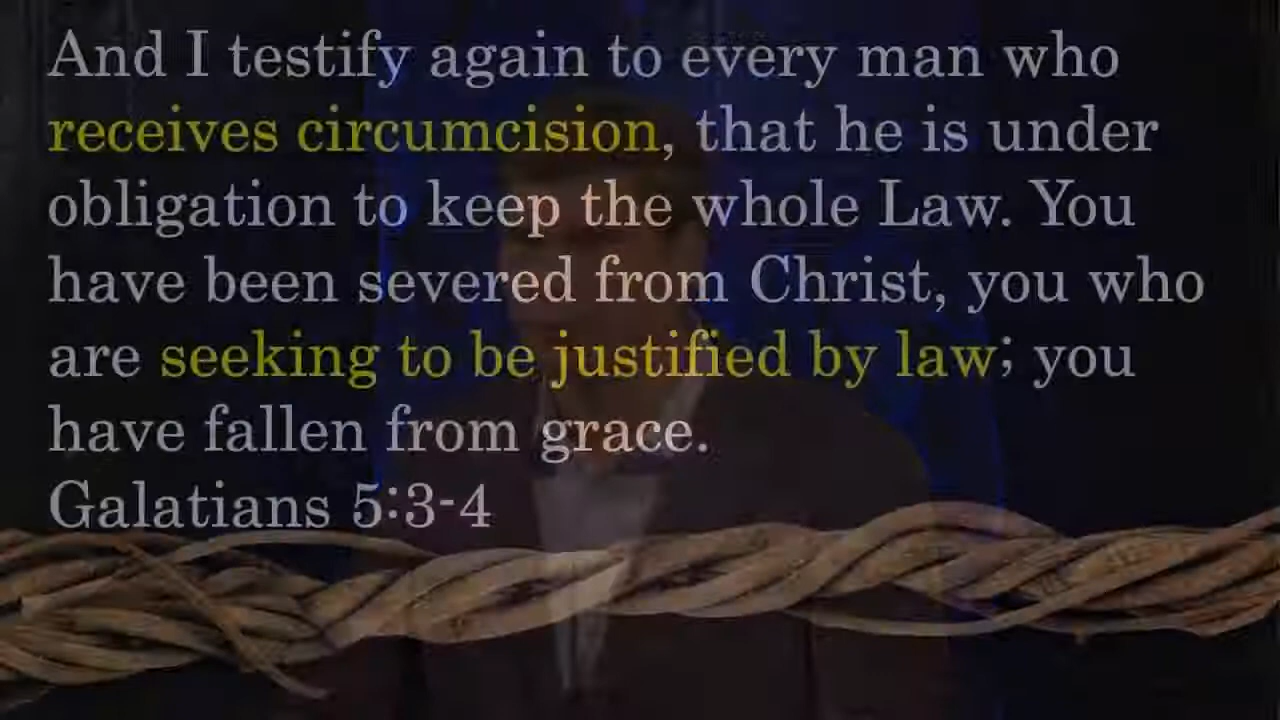 And I testify again to every man who
receives circumcision, that he is under
obligation to keep the whole Law. You
have been severed from Christ, you who
are seeking to be justified by law; you
have fallen from grace.
Galatians 5:3-4